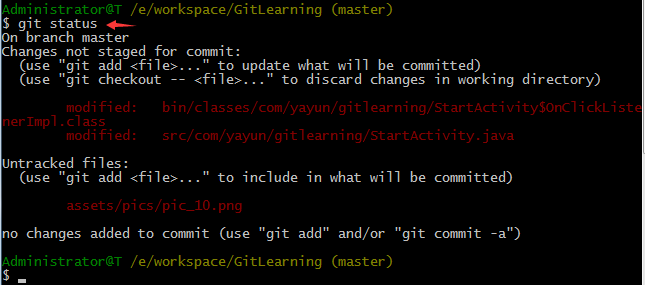 Administrator@T /e/workspace/GitLearning (master)
$ git status
On branch master
Changes not staged for commit:
  (use "git add <file>..." to update what will be committed)
  (use "git checkout -- <file>..." to discard changes in working directory)

        modified:   bin/classes/com/yayun/gitlearning/StartActivity$OnClickListe
nerImpl.class
        modified:   src/com/yayun/gitlearning/StartActivity.java

Untracked files:
  (use "git add <file>..." to include in what will be committed)

        assets/pics/pic_10.png

no changes added to commit (use "git add" and/or "git commit -a")

Administrator@T /e/workspace/GitLearning (master)
$